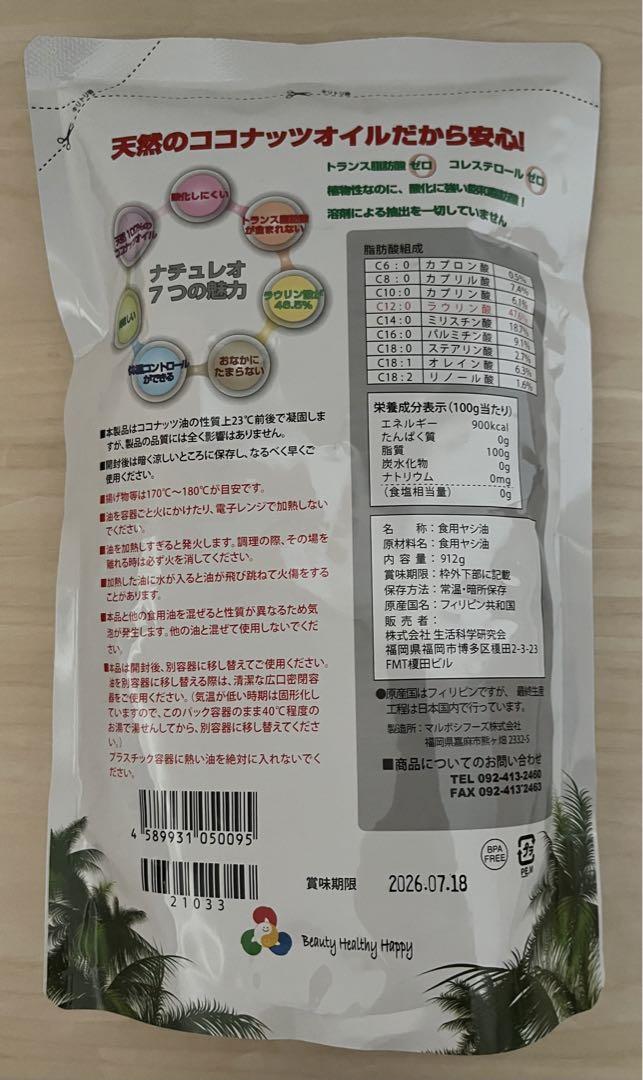 キリトリ線
キリトリ線
天然のココナッツオイルだから安心!
トランス脂肪酸 ゼロ コレステロール ゼロ
植物性なのに、酸化に強い飽和脂肪酸!
溶剤による抽出を一切していません
酸化しにくい
トランス脂肪酸
が含まれない
ラウリン酸が
46.5%
おなかに
たまらない
体重コントロール
ができる
天然100%の
ココナッツオイル
ナチュレオ
7つの魅力
脂肪酸組成
C6:0 カプロン酸 0.5%
C8:0 カプリル酸 7.4%
C10:0 カプリン酸 6.1%
C12:0 ラウリン酸
C14:0 ミリスチン酸 18.7%
C16:0 パルミチン酸 9.1%
C18:0 ステアリン酸 2.7%
C18:1 オレイン酸 6.3%
C18:2 リノール酸 1.6%
栄養成分表示(100g当たり)
エネルギー 900kcal
たんぱく質 0g
脂質 100g
炭水化物 0g
ナトリウム 0mg
(食塩相当量) 0g
名 称:食用ヤシ油
原材料名:食用ヤシ油
内 容 量:912g
賞味期限:枠外下部に記載
保存方法:常温・暗所保存
原産国名:フィリピン共和国
販 売 者:
株式会社 生活科学研究会
福岡県福岡市博多区榎田2-3-23
FMT榎田ビル
●原産国はフィリピンですが、最終生産
工程は日本国内で行っています。
製造所:マルボシフーズ株式会社
福岡県嘉麻市熊ヶ畑 2332-5
■商品についてのお問い合わせ
TEL 092-413-2460
FAX 092-413-2463
■本製品はココナッツ油の性質上23℃前後で凝固しま
すが、製品の品質には全く影響はありません。
■開封後は暗く涼しいところに保存し、なるべく早くご
使用ください。
■揚げ物等は170℃~180℃が目安です。
■油を容器ごと火にかけたり、電子レンジで加熱しない
でください。
■油を加熱しすぎると発火します。調理の際、その場を
離れる時は必ず火を消してください。
■加熱した油に水が入ると油が飛び跳ねて火傷をする
ことがあります。
■本品と他の食用油を混ぜると性質が異なるため気
泡が発生します。他の油と混ぜて使用しないでくだ
さい。
■本品は開封後、別容器に移し替えてご使用ください。
油を別容器に移し替える際は、清潔な広口密閉容
器をご使用ください。(気温が低い時期は固形化し
ていますので、このパック容器のまま40℃程度の
お湯で湯せんしてから、別容器に移し替えてくださ
い。)
プラスチック容器に熱い油を絶対に入れないでくだ
さい。
4 589931 050095
21033
賞味期限 2026.07.18
BPA
FREE
プラ
PE,M
Beauty Healthy Happy